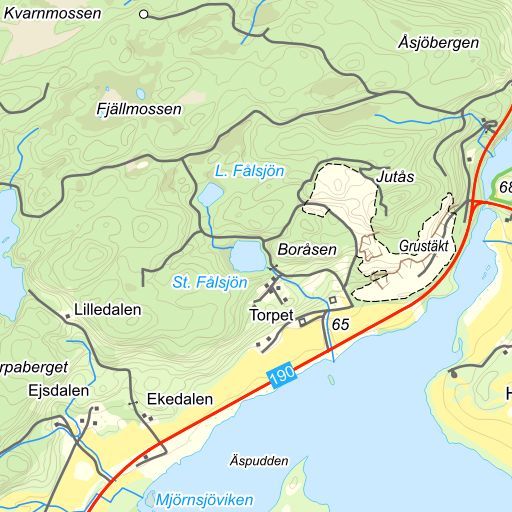 Kvarnmossen
Åsjöbergen
Fjällmossen
L. Fålsjön
Jutås
68
Boråsen
Grustäkt
St. Fålsjön
Lilledalen
Torpet
65
rpaberget
190
Ejsdalen
Ekedalen
H
Äspudden
Mjörnsjöviken